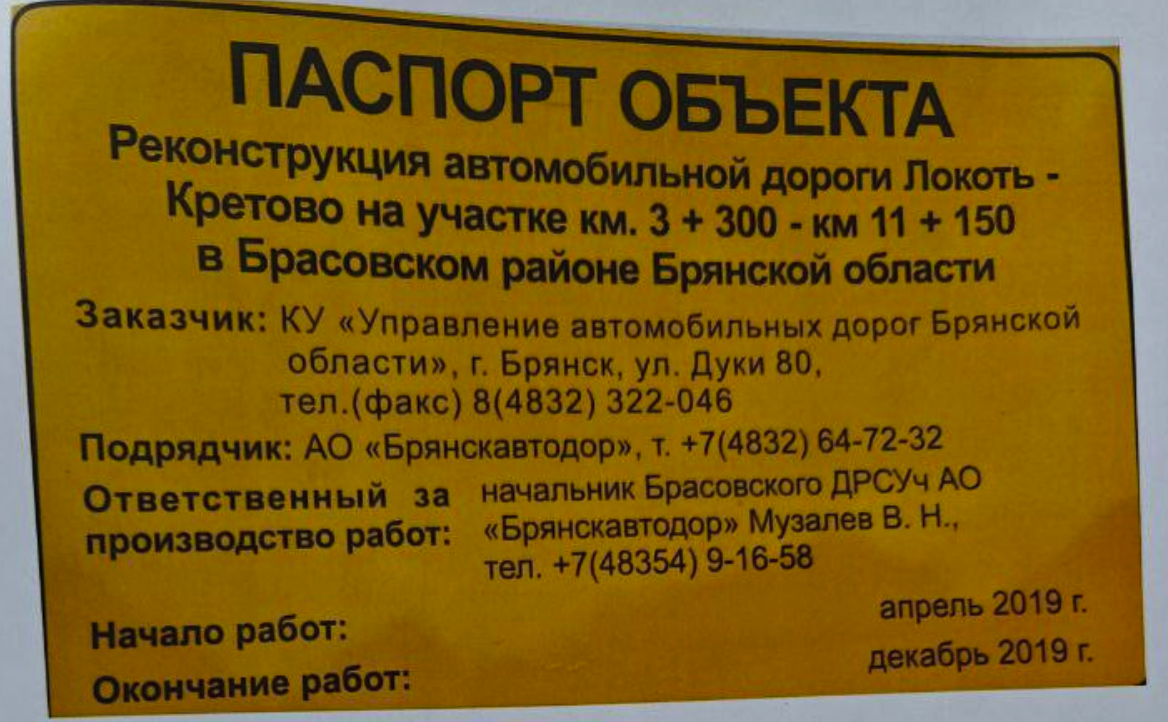 ПАСПОРТ ОБЪЕКТА
Реконструкция автомобильной дороги Локоть -
Кретово на участке км. 3 + 300 - км 11 + 150
в Брасовском районе Брянской области
Заказчик: КУ «Управление автомобильных дорог Брянской
области», г. Брянск, ул. Дуки 80,
тел.(факс) 8(4832) 322-046
Подрядчик: АО «Брянскавтодор», т. +7(4832) 64-72-32
Ответственный за начальник Брасовского ДРСУч АО
производство работ: «Брянскавтодор» Музалев В. Н.,
тел. +7(48354) 9-16-58
Начало работ: апрель 2019 г.
Окончание работ: декабрь 2019 г.